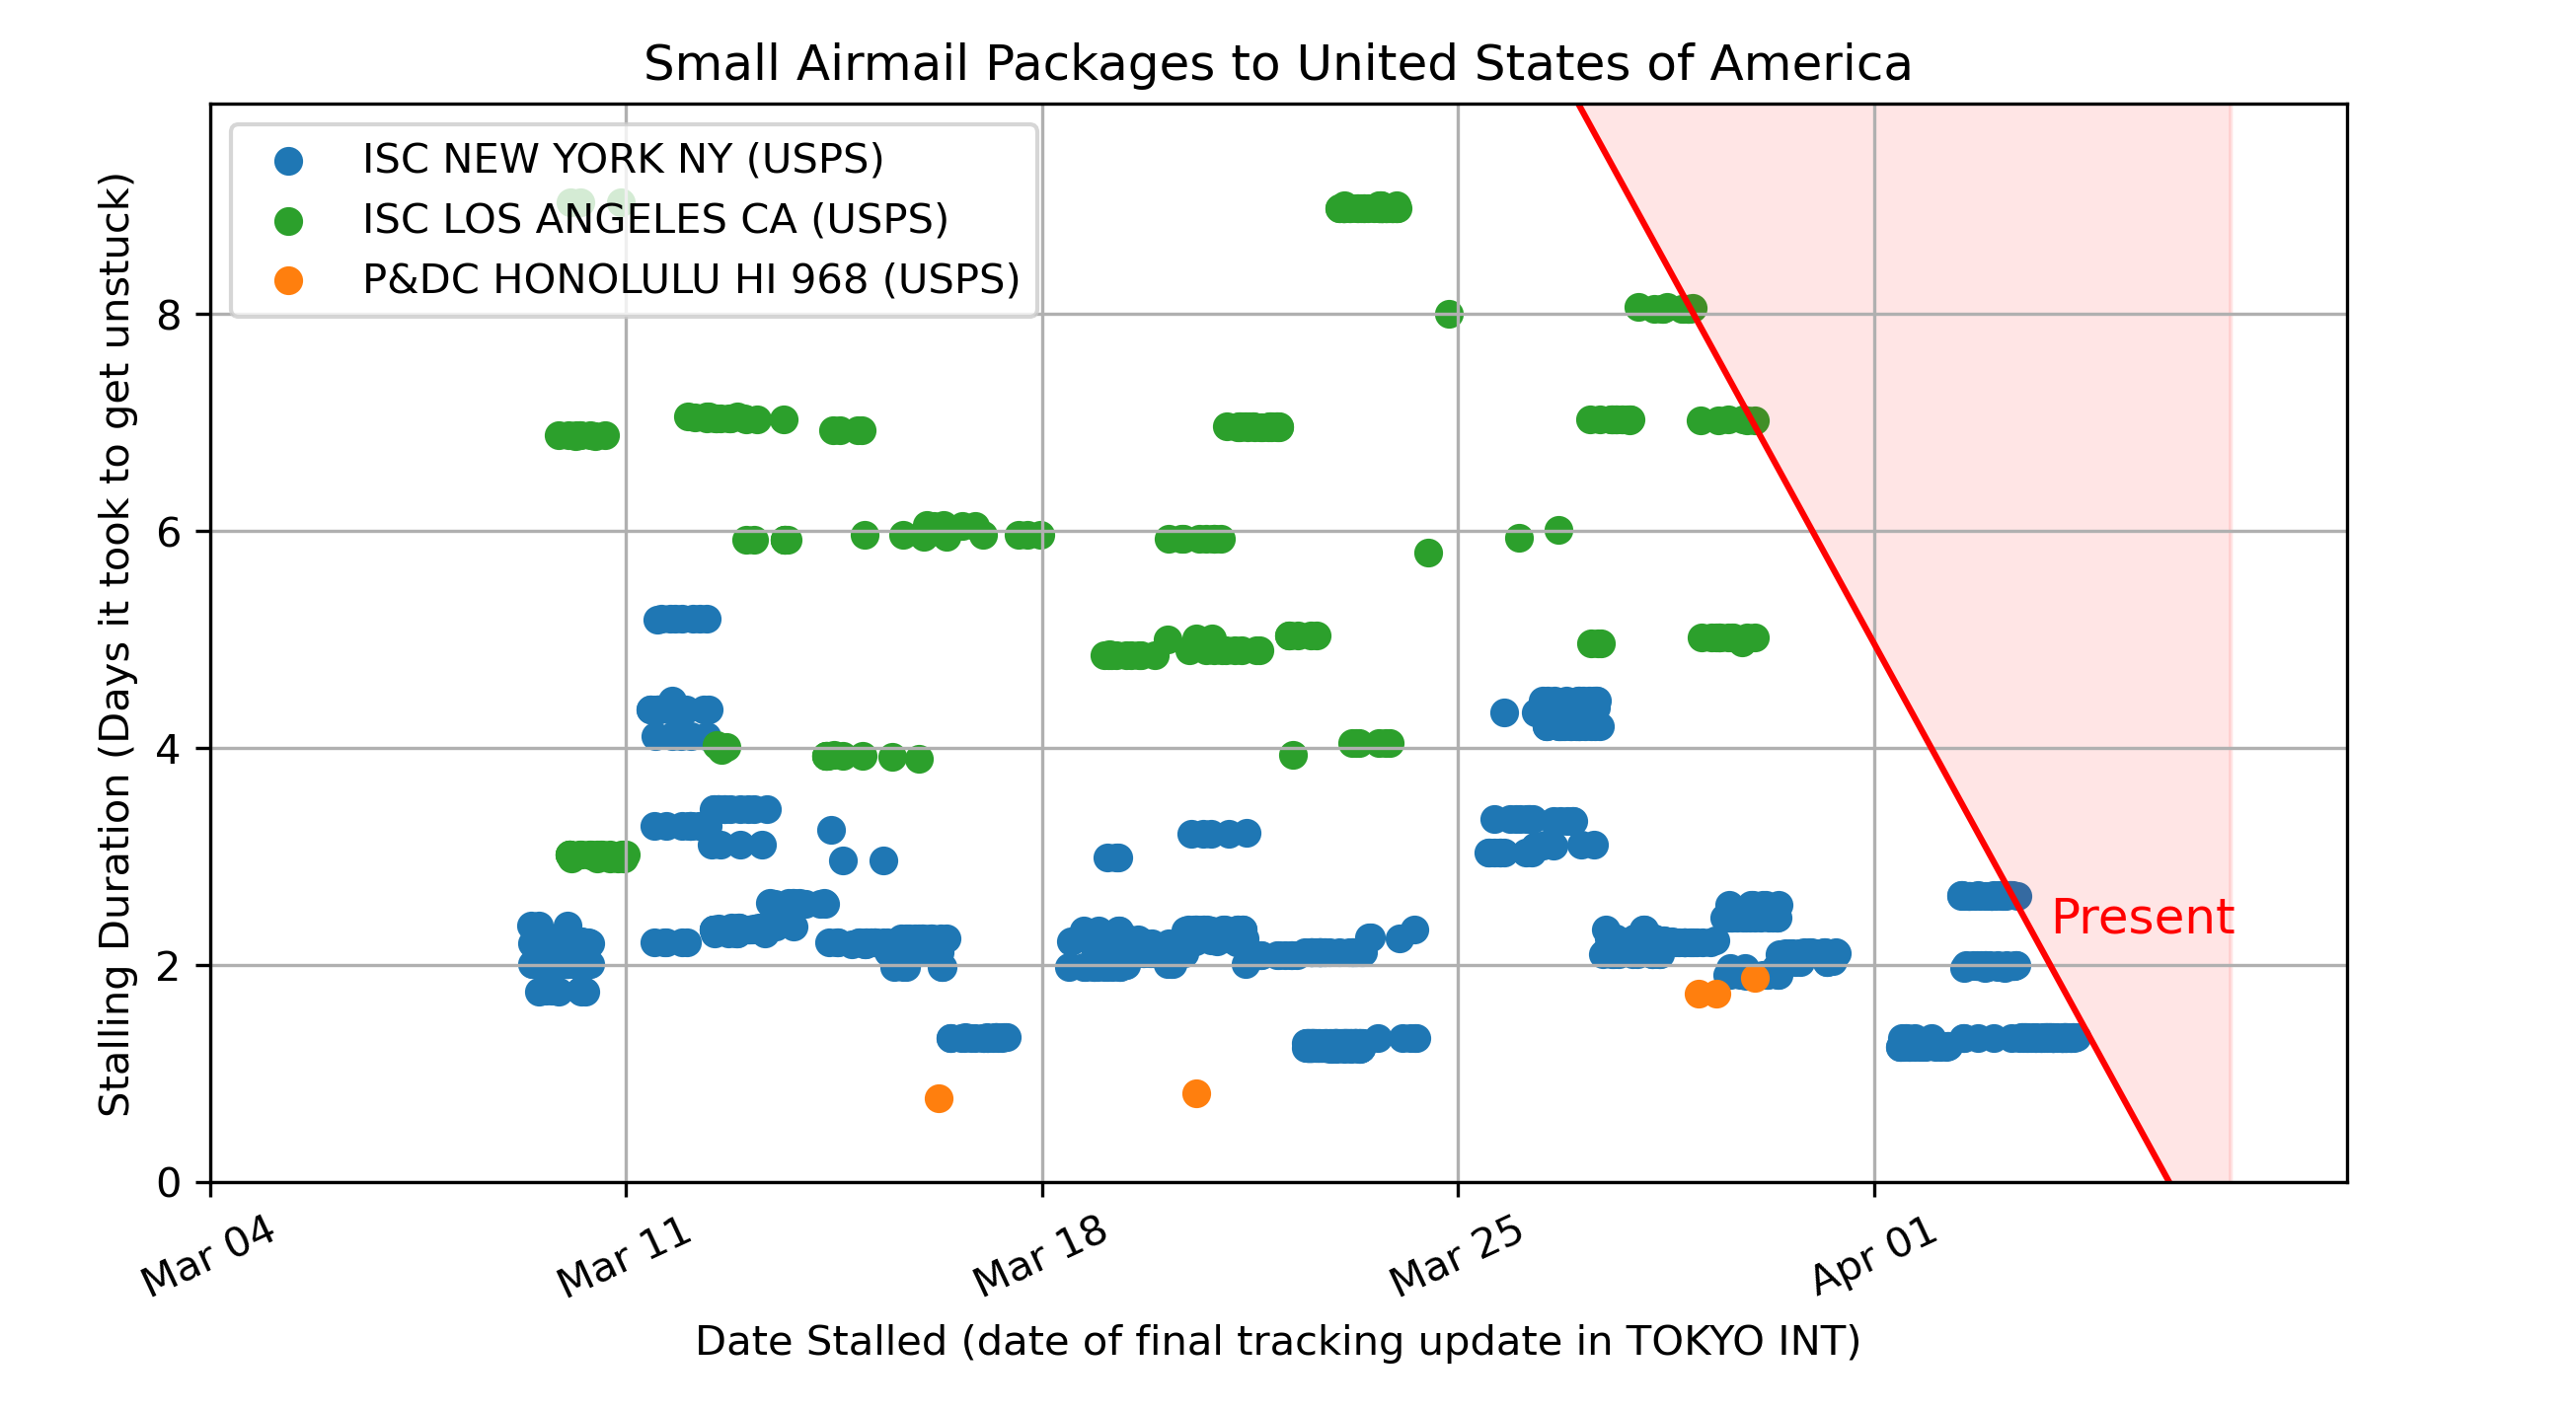 Small Airmail Packages to United States of America
ISC NEW YORK NY (USPS)
ISC LOS ANGELES CA (USPS)
P&DC HONOLULU HI 968 (USPS)
Stalling Duration (Days it took to get unstuck)
8
6
4
2
0
Present
Mar 04
Mar 11
Mar 18
Mar 25
Apr 01
Date Stalled (date of final tracking update in TOKYO INT)